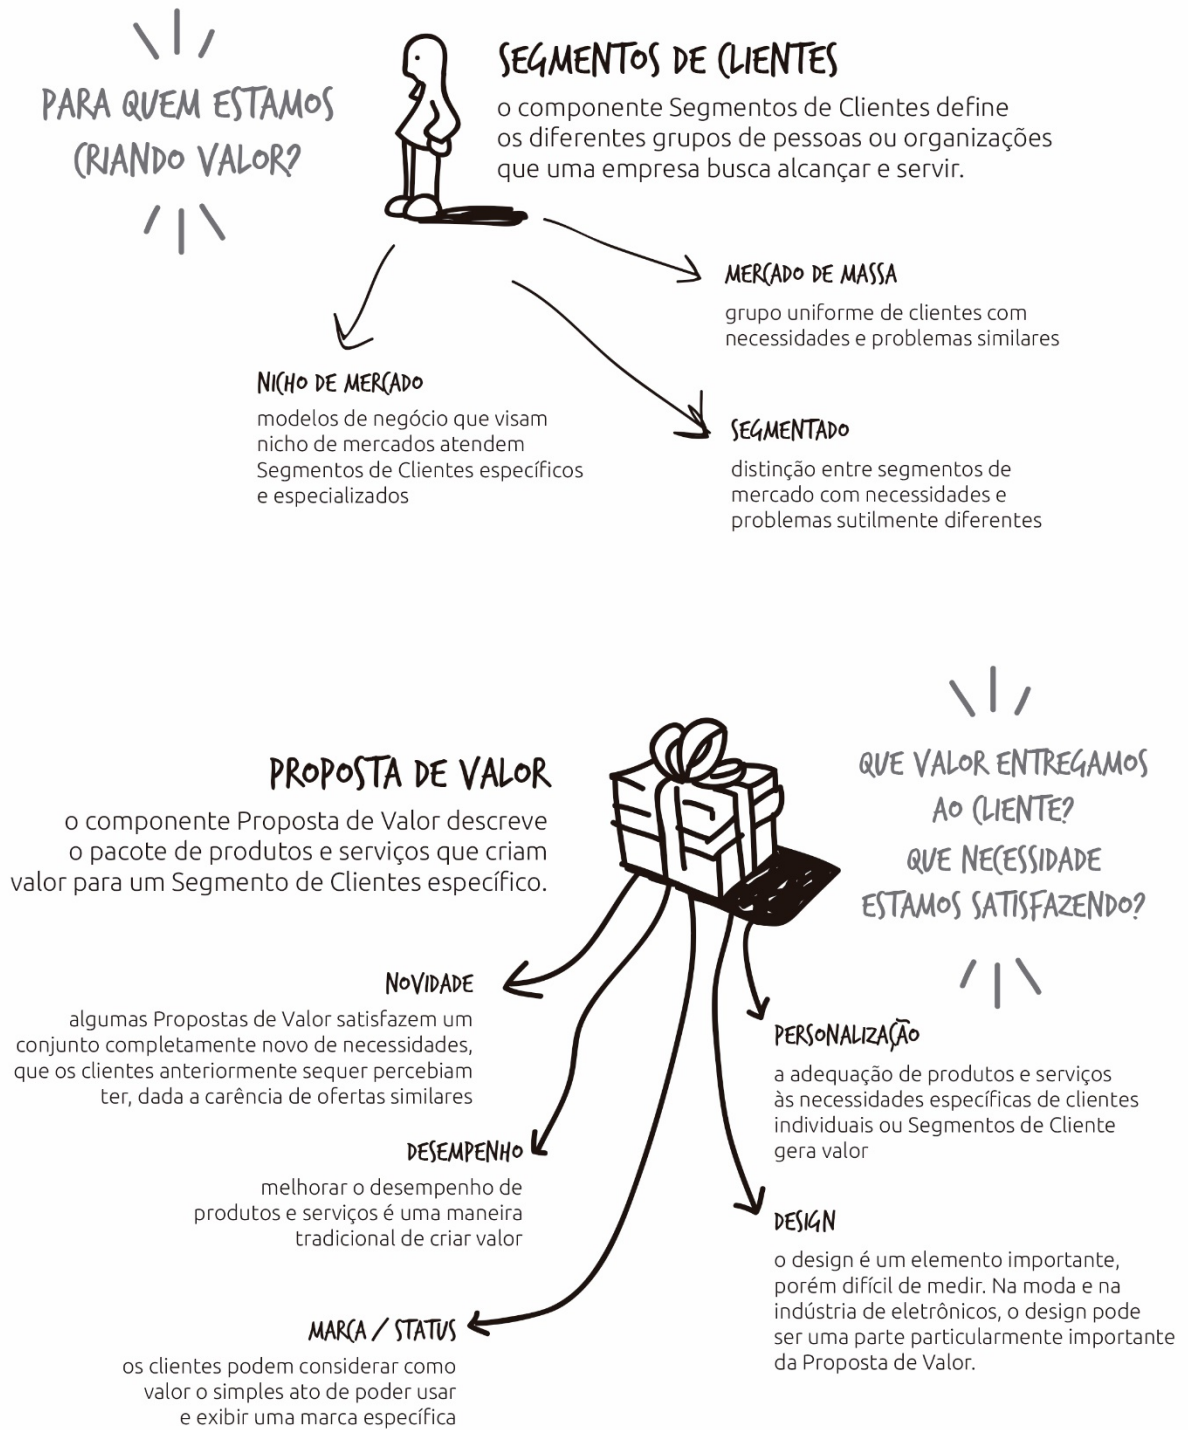 PARA QUEM ESTAMOS
CRIANDO VALOR?
SEGMENTOS DE CLIENTES
o componente Segmentos de Clientes define
os diferentes grupos de pessoas ou organizações
que uma empresa busca alcançar e servir.
MERCADO DE MASSA
grupo uniforme de clientes com
necessidades e problemas similares
NICHO DE MERCADO
modelos de negócio que visam
nicho de mercados atendem
Segmentos de Clientes específicos
e especializados
SEGMENTADO
distinção entre segmentos de
mercado com necessidades e
problemas sutilmente diferentes
PROPOSTA DE VALOR
o componente Proposta de Valor descreve
o pacote de produtos e serviços que criam
valor para um Segmento de Clientes específico.
QUE VALOR ENTREGAMOS
AO CLIENTE?
QUE NECESSIDADE
ESTAMOS SATISFAZENDO?
NOVIDADE
algumas Propostas de Valor satisfazem um
conjunto completamente novo de necessidades,
que os clientes anteriormente sequer percebiam
ter, dada a carência de ofertas similares
PERSONALIZAÇÃO
a adequação de produtos e serviços
às necessidades específicas de clientes
individuais ou Segmentos de Cliente
gera valor
DESEMPENHO
melhorar o desempenho de
produtos e serviços é uma maneira
tradicional de criar valor
DESIGN
o design é um elemento importante,
porém difícil de medir. Na moda e na
indústria de eletrônicos, o design pode
ser uma parte particularmente importante
da Proposta de Valor.
MARCA / STATUS
os clientes podem considerar como
valor o simples ato de poder usar
e exibir uma marca específica